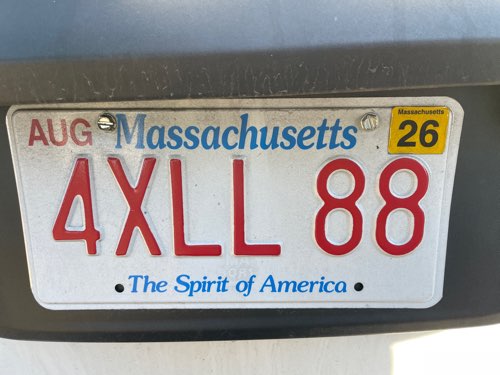 AUG Massachusetts
Massachusetts
26
4XLL 88
The Spirit of America